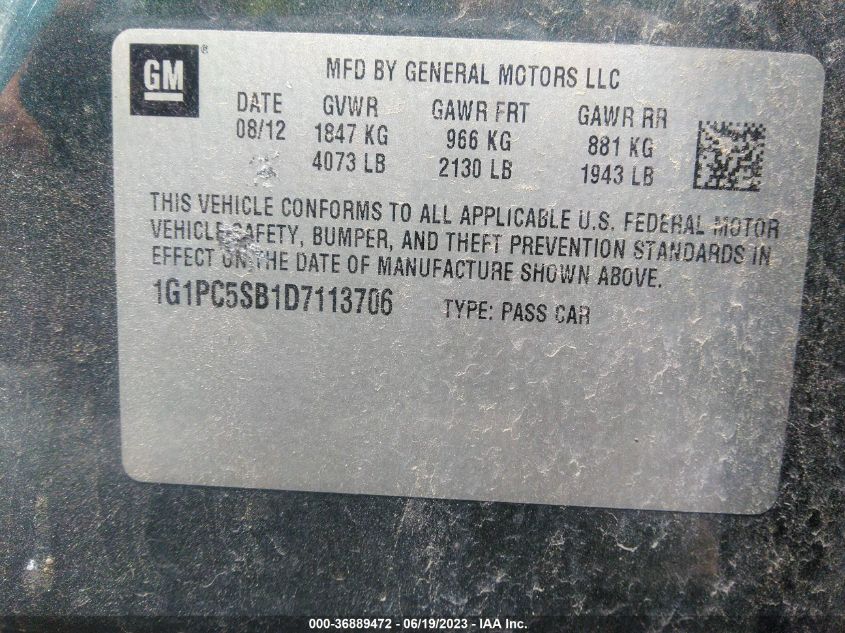 GM ®
MFD BY GENERAL MOTORS LLC
DATE GVWR GAWR FRT GAWR RR
08/12 1847 KG 966 KG 881 KG
4073 LB 2130 LB 1943 LB
THIS VEHICLE CONFORMS TO ALL APPLICABLE U.S. FEDERAL MOTOR
VEHICLE SAFETY, BUMPER, AND THEFT PREVENTION STANDARDS IN
EFFECT ON THE DATE OF MANUFACTURE SHOWN ABOVE.
1G1PC5SB1D7113706 TYPE: PASS CAR
000-36889472 - 06/19/2023 - IAA Inc.